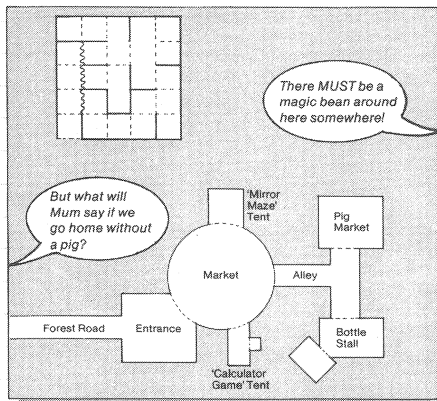 There MUST be a
magic bean around
here somewhere!
But what will
Mum say if we
go home without
a pig?
'Mirror
Maze'
Tent
Pig
Market
Market
Alley
Forest Road
Entrance
Bottle
Stall
'Calculator
Game' Tent